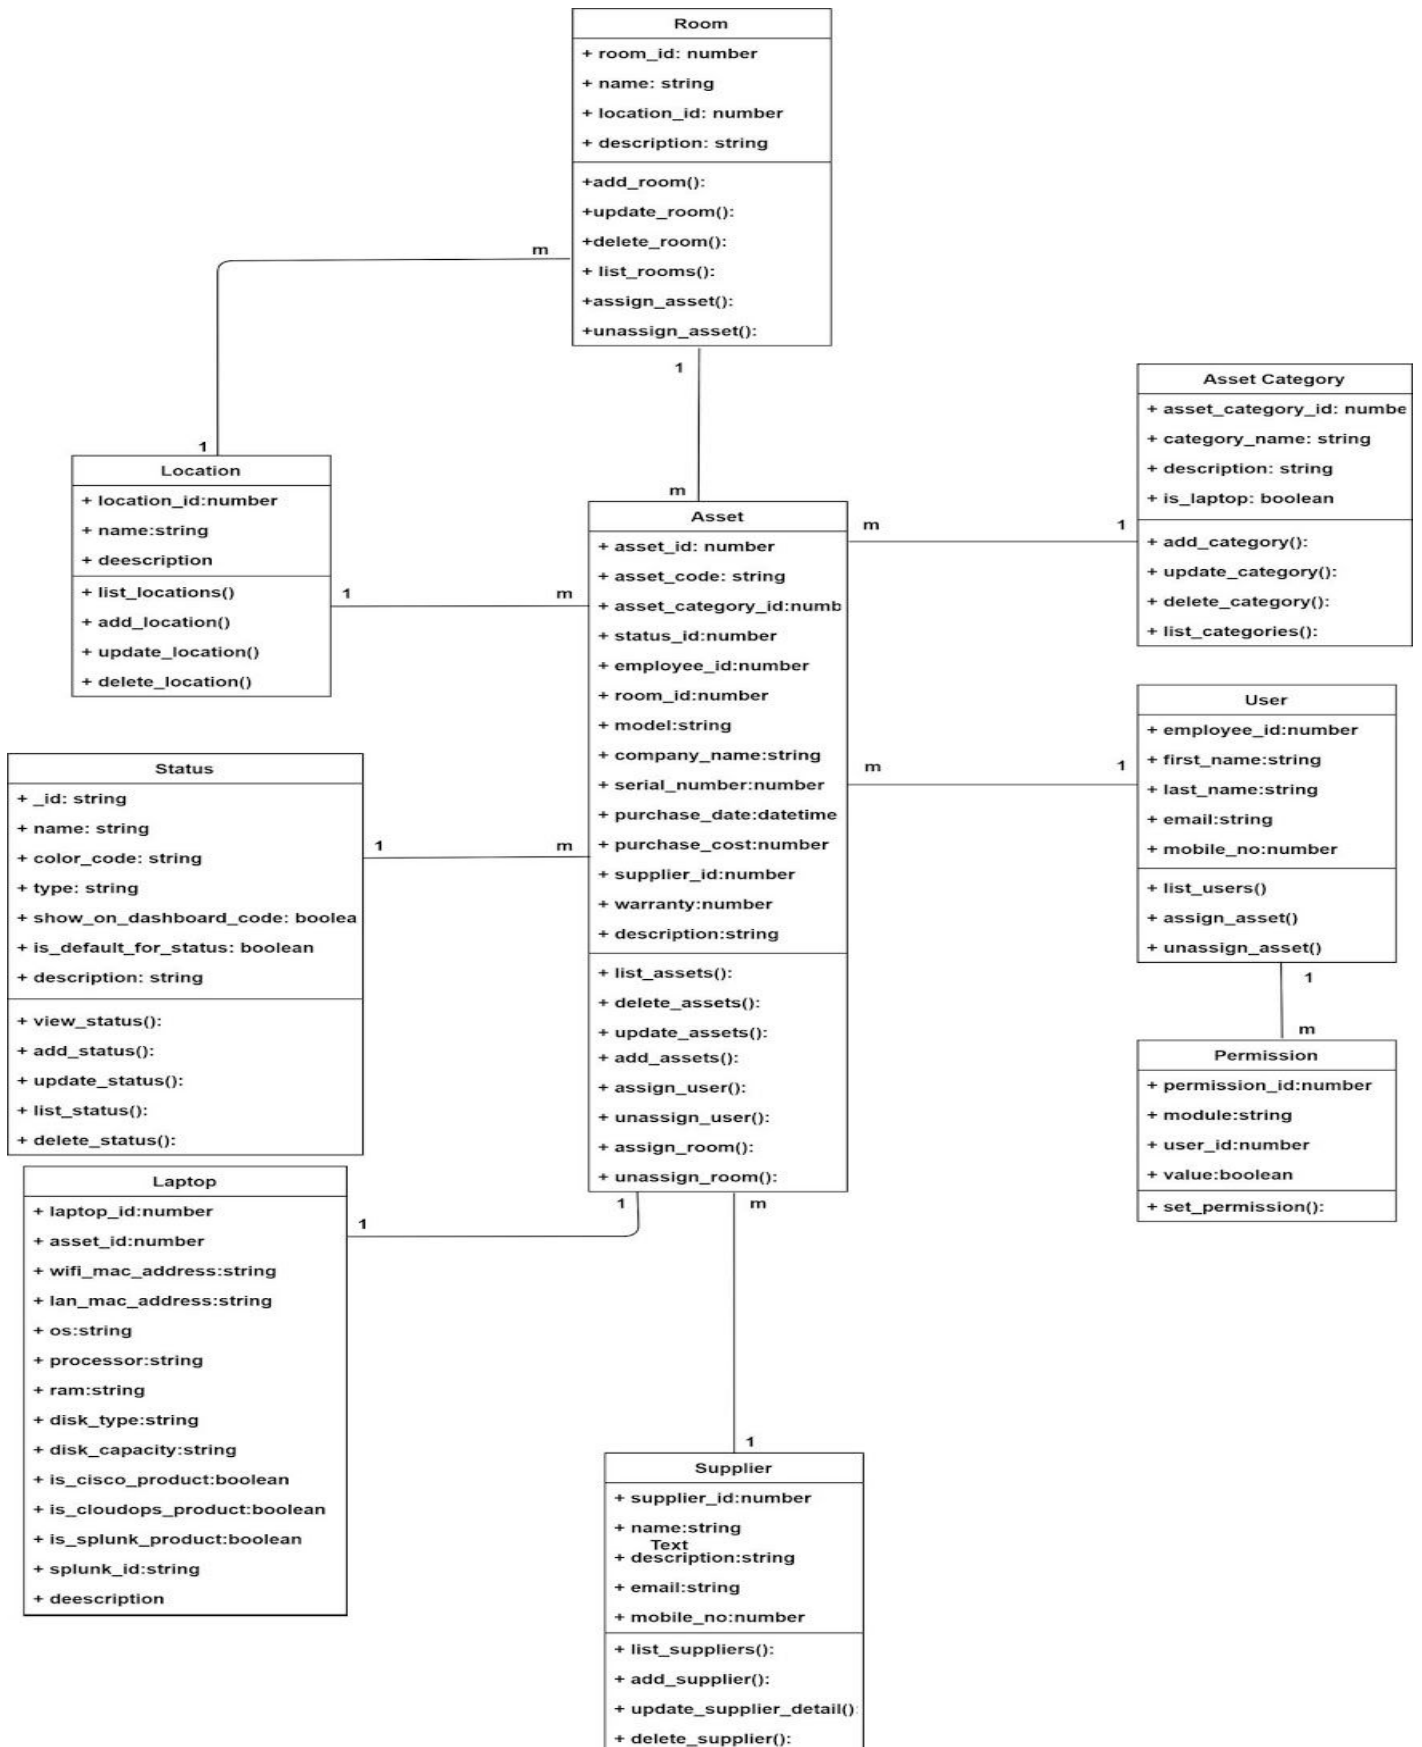 Room
+ room_id: number
+ name: string
+ location_id: number
+ description: string
+add_room():
+update_room():
+delete_room():
+ list_rooms():
+assign_asset():
+unassign_asset():
m
1
1
m
Location
+ location_id:number
+ name:string
+ deescription
+ list_locations()
+ add_location()
+ update_location()
+ delete_location()
1
m
Asset Category
+ asset_category_id: numbe
+ category_name: string
+ description: string
+ is_laptop: boolean
+ add_category():
+ update_category():
+ delete_category():
+ list_categories():
m
1
Asset
+ asset_id: number
+ asset_code: string
+ asset_category_id:numb
+ status_id:number
+ employee_id:number
+ room_id:number
+ model:string
+ company_name:string
+ serial_number:number
+ purchase_date:datetime
+ purchase_cost:number
+ supplier_id:number
+ warranty:number
+ description:string
+ list_assets():
+ delete_assets():
+ update_assets():
+ add_assets():
+ assign_user():
+ unassign_user():
+ assign_room():
+ unassign_room():
m
1
User
+ employee_id:number
+ first_name:string
+ last_name:string
+ email:string
+ mobile_no:number
+ list_users()
+ assign_asset()
+ unassign_asset()
1
m
Permission
+ permission_id:number
+ module:string
+ user_id:number
+ value:boolean
+ set_permission():
Status
+ _id: string
+ name: string
+ color_code: string
+ type: string
+ show_on_dashboard_code: boolea
+ is_default_for_status: boolean
+ description: string
+ view_status():
+ add_status():
+ update_status():
+ list_status():
+ delete_status():
1
m
Laptop
+ laptop_id:number
+ asset_id:number
+ wifi_mac_address:string
+ lan_mac_address:string
+ os:string
+ processor:string
+ ram:string
+ disk_type:string
+ disk_capacity:string
+ is_cisco_product:boolean
+ is_cloudops_product:boolean
+ is_splunk_product:boolean
+ splunk_id:string
+ deescription
1
1
m
1
Supplier
+ supplier_id:number
+ name:string
Text
+ description:string
+ email:string
+ mobile_no:number
+ list_suppliers():
+ add_supplier():
+ update_supplier_detail():
+ delete_supplier():